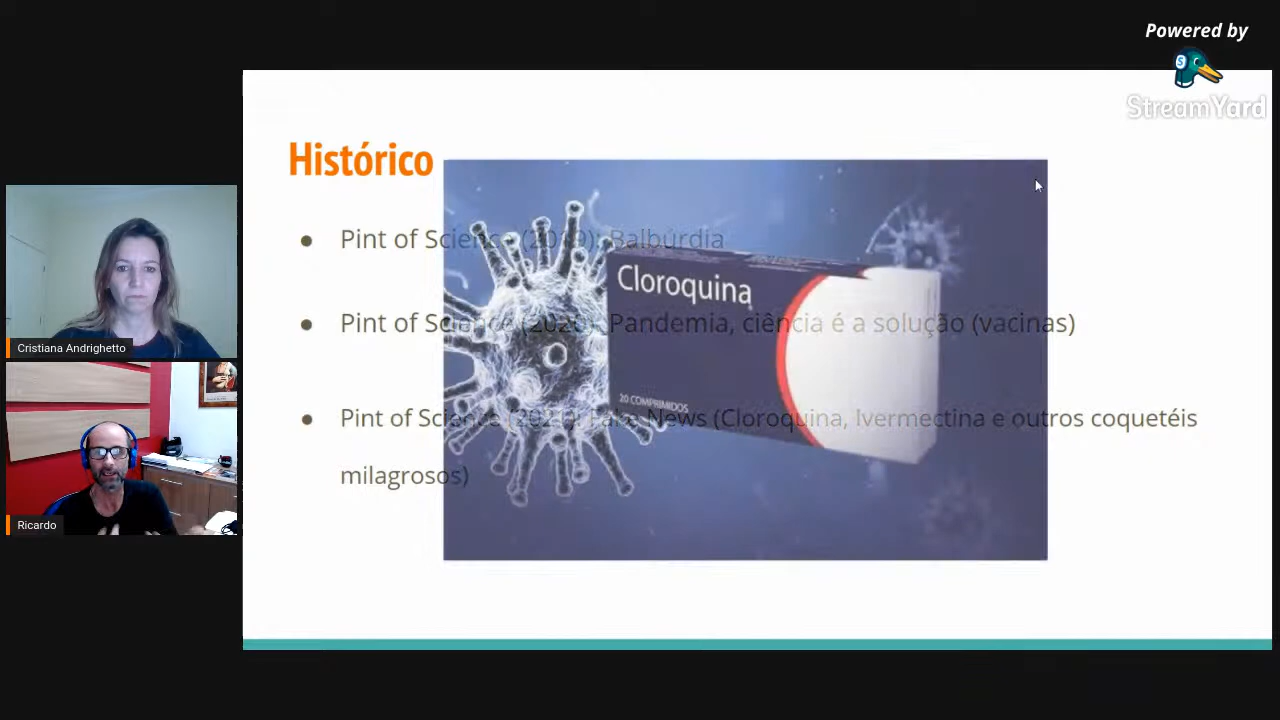 Powered by
StreamYard
Histórico
Pint of Science (2019): Balbúrdia
Cloroquina
Pint of Science (2020): Pandemia, ciência é a solução (vacinas)
20 COMPRIMIDOS
Pint of Science (2021): Fake News (Cloroquina, Ivermectina e outros coquetéis
milagrosos)
Cristiana Andrighetto
Ricardo